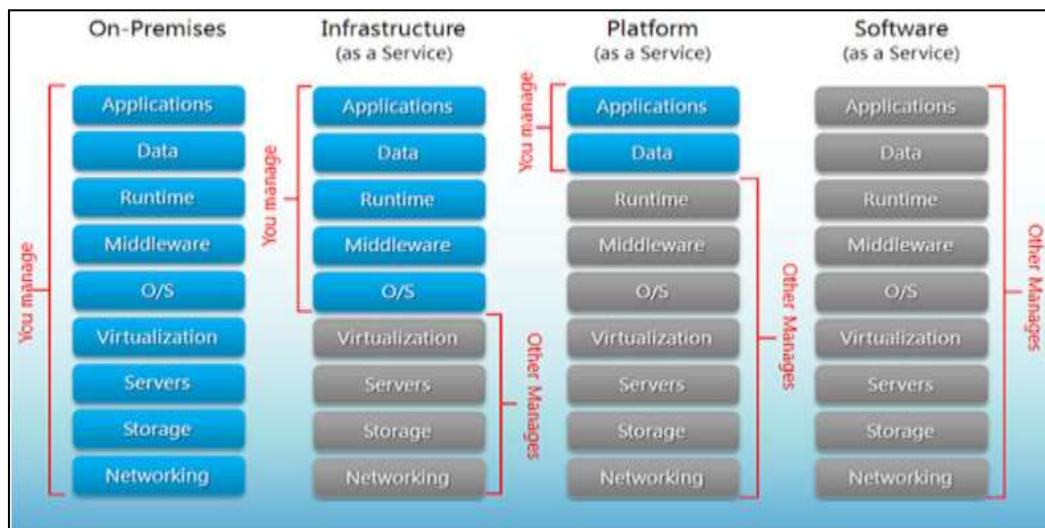 On-Premises
Infrastructure
(as a Service)
Platform
(as a Service)
Software
(as a Service)
You manage
Applications
Data
Runtime
Middleware
O/S
Virtualization
Servers
Storage
Networking
You manage
Applications
Data
Runtime
Middleware
O/S
Virtualization
Servers
Storage
Networking
Other Manages
You manage
Applications
Data
Runtime
Middleware
O/S
Virtualization
Servers
Storage
Networking
Other Manages
Applications
Data
Runtime
Middleware
O/S
Virtualization
Servers
Storage
Networking
Other Manages